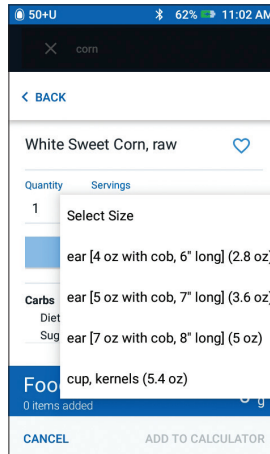 50+U 62% 11:02 AM
corn
BACK
White Sweet Corn, raw
Quantity Servings
1
Select Size
ear [4 oz with cob, 6" long] (2.8 oz)
ear [5 oz with cob, 7" long] (3.6 oz)
ear [7 oz with cob, 8" long] (5 oz)
cup, kernels (5.4 oz)
Carbs
Diet
Sug
Foo
0 items added
g
CANCEL ADD TO CALCULATOR